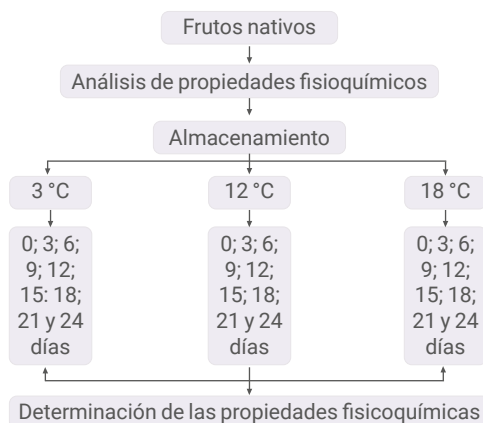 Frutos nativos
Análisis de propiedades fisioquímicos
Almacenamiento
3 °C
12 °C
18 °C
0; 3; 6;
9; 12;
15: 18;
21 y 24
días
0; 3; 6;
9; 12;
15; 18;
21 y 24
días
0; 3; 6;
9; 12;
15; 18;
21 y 24
días
Determinación de las propiedades fisicoquímicas